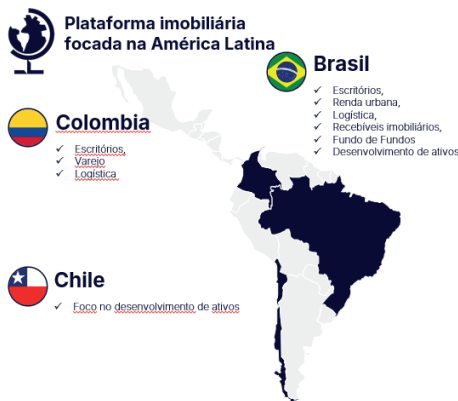 Plataforma imobiliária
focada na América Latina
Brasil
✓ Escritórios,
✓ Renda urbana,
✓ Logística,
✓ Recebíveis imobiliários,
✓ Fundo de Fundos
✓ Desenvolvimento de ativos
Colombia
✓ Escritórios,
✓ Varejo
✓ Logística
Chile
✓ Foco no desenvolvimento de ativos